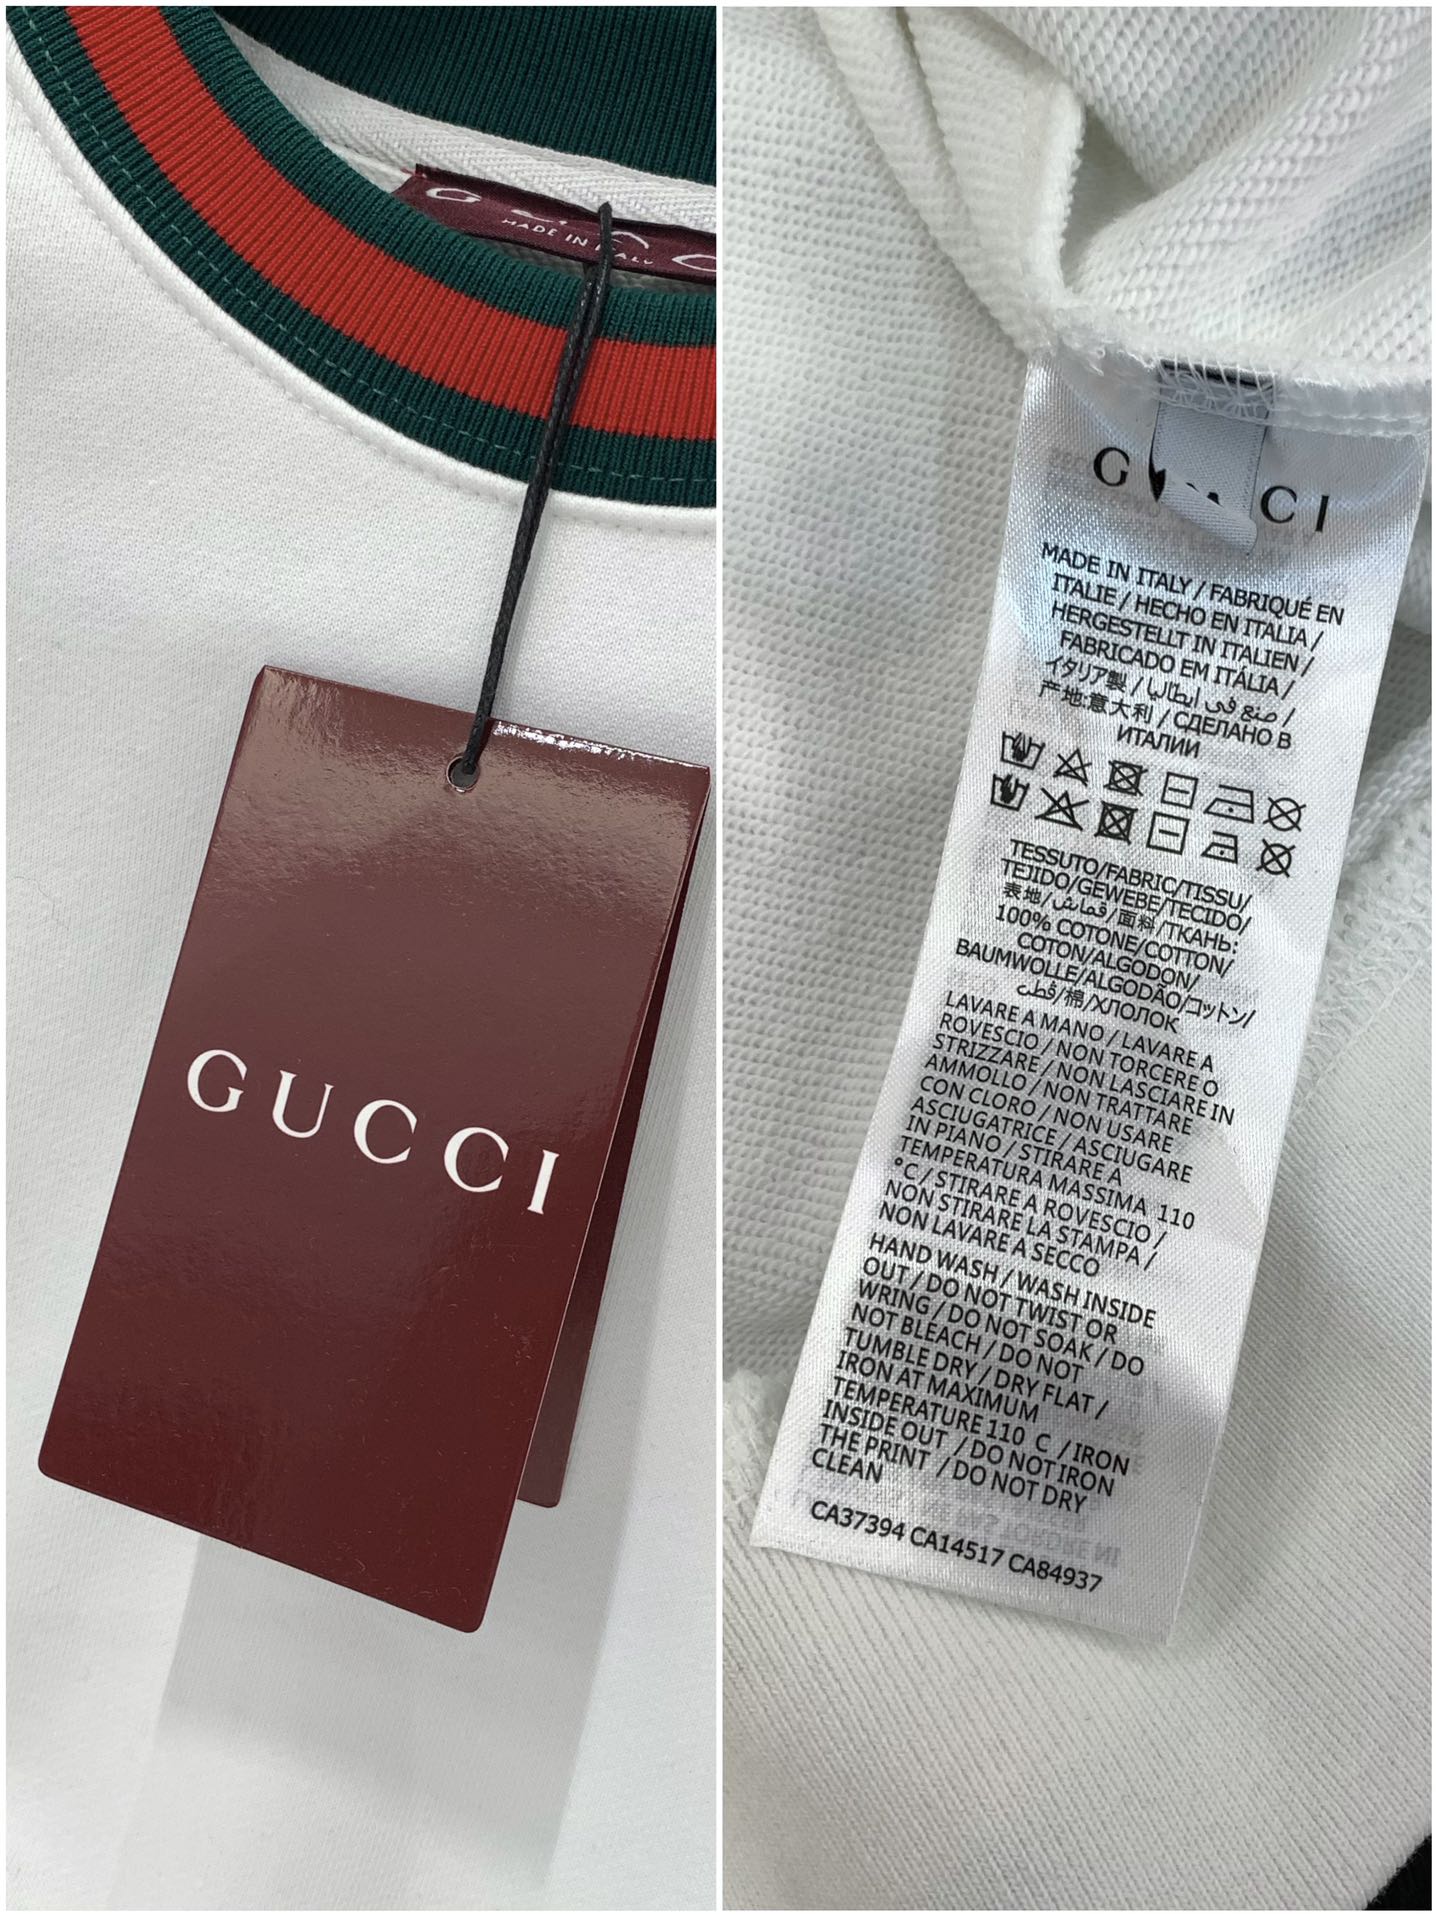 MADE IN ITALY
GUCCI
MADE IN ITALY / FABRIQUÉ EN
ITALIE / HECHO EN ITALIA /
HERGESTELLT IN ITALIEN /
FABRICADO EM ITÁLIA /
イタリア製 / صنع في إيطاليا /
产地:意大利 / СДЕЛАНО В
ИТАЛИИ
TESSUTO/FABRIC/TISSU/
TEJIDO/GEWEBE/TECIDO/
表地/قماش/面料/ТКАНЬ:
100% COTONE/COTTON/
COTON/ALGODON/
BAUMWOLLE/ALGODÃO/コットン/
قطن/棉/ХЛОПОК
LAVARE A MANO / LAVARE A
ROVESCIO / NON TORCERE O
STRIZZARE / NON LASCIARE IN
AMMOLLO / NON TRATTARE
CON CLORO / NON USARE
ASCIUGATRICE / ASCIUGARE
IN PIANO / STIRARE A
TEMPERATURA MASSIMA 110
°C / STIRARE A ROVESCIO /
NON STIRARE LA STAMPA /
NON LAVARE A SECCO
HAND WASH / WASH INSIDE
OUT / DO NOT TWIST OR
WRING / DO NOT SOAK / DO
NOT BLEACH / DO NOT
TUMBLE DRY / DRY FLAT /
IRON AT MAXIMUM
TEMPERATURE 110 C / IRON
INSIDE OUT / DO NOT IRON
THE PRINT / DO NOT DRY
CLEAN
CA37394 CA14517 CA84937